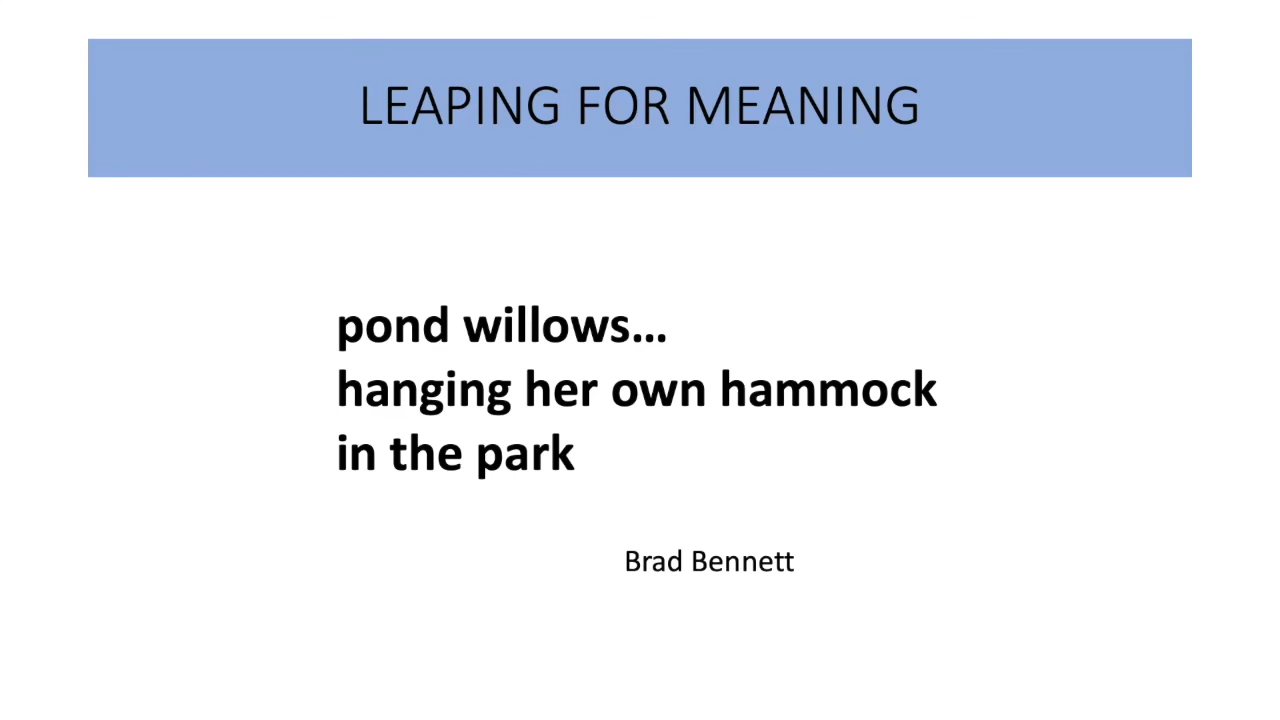 LEAPING FOR MEANING
pond willows…
hanging her own hammock
in the park
Brad Bennett